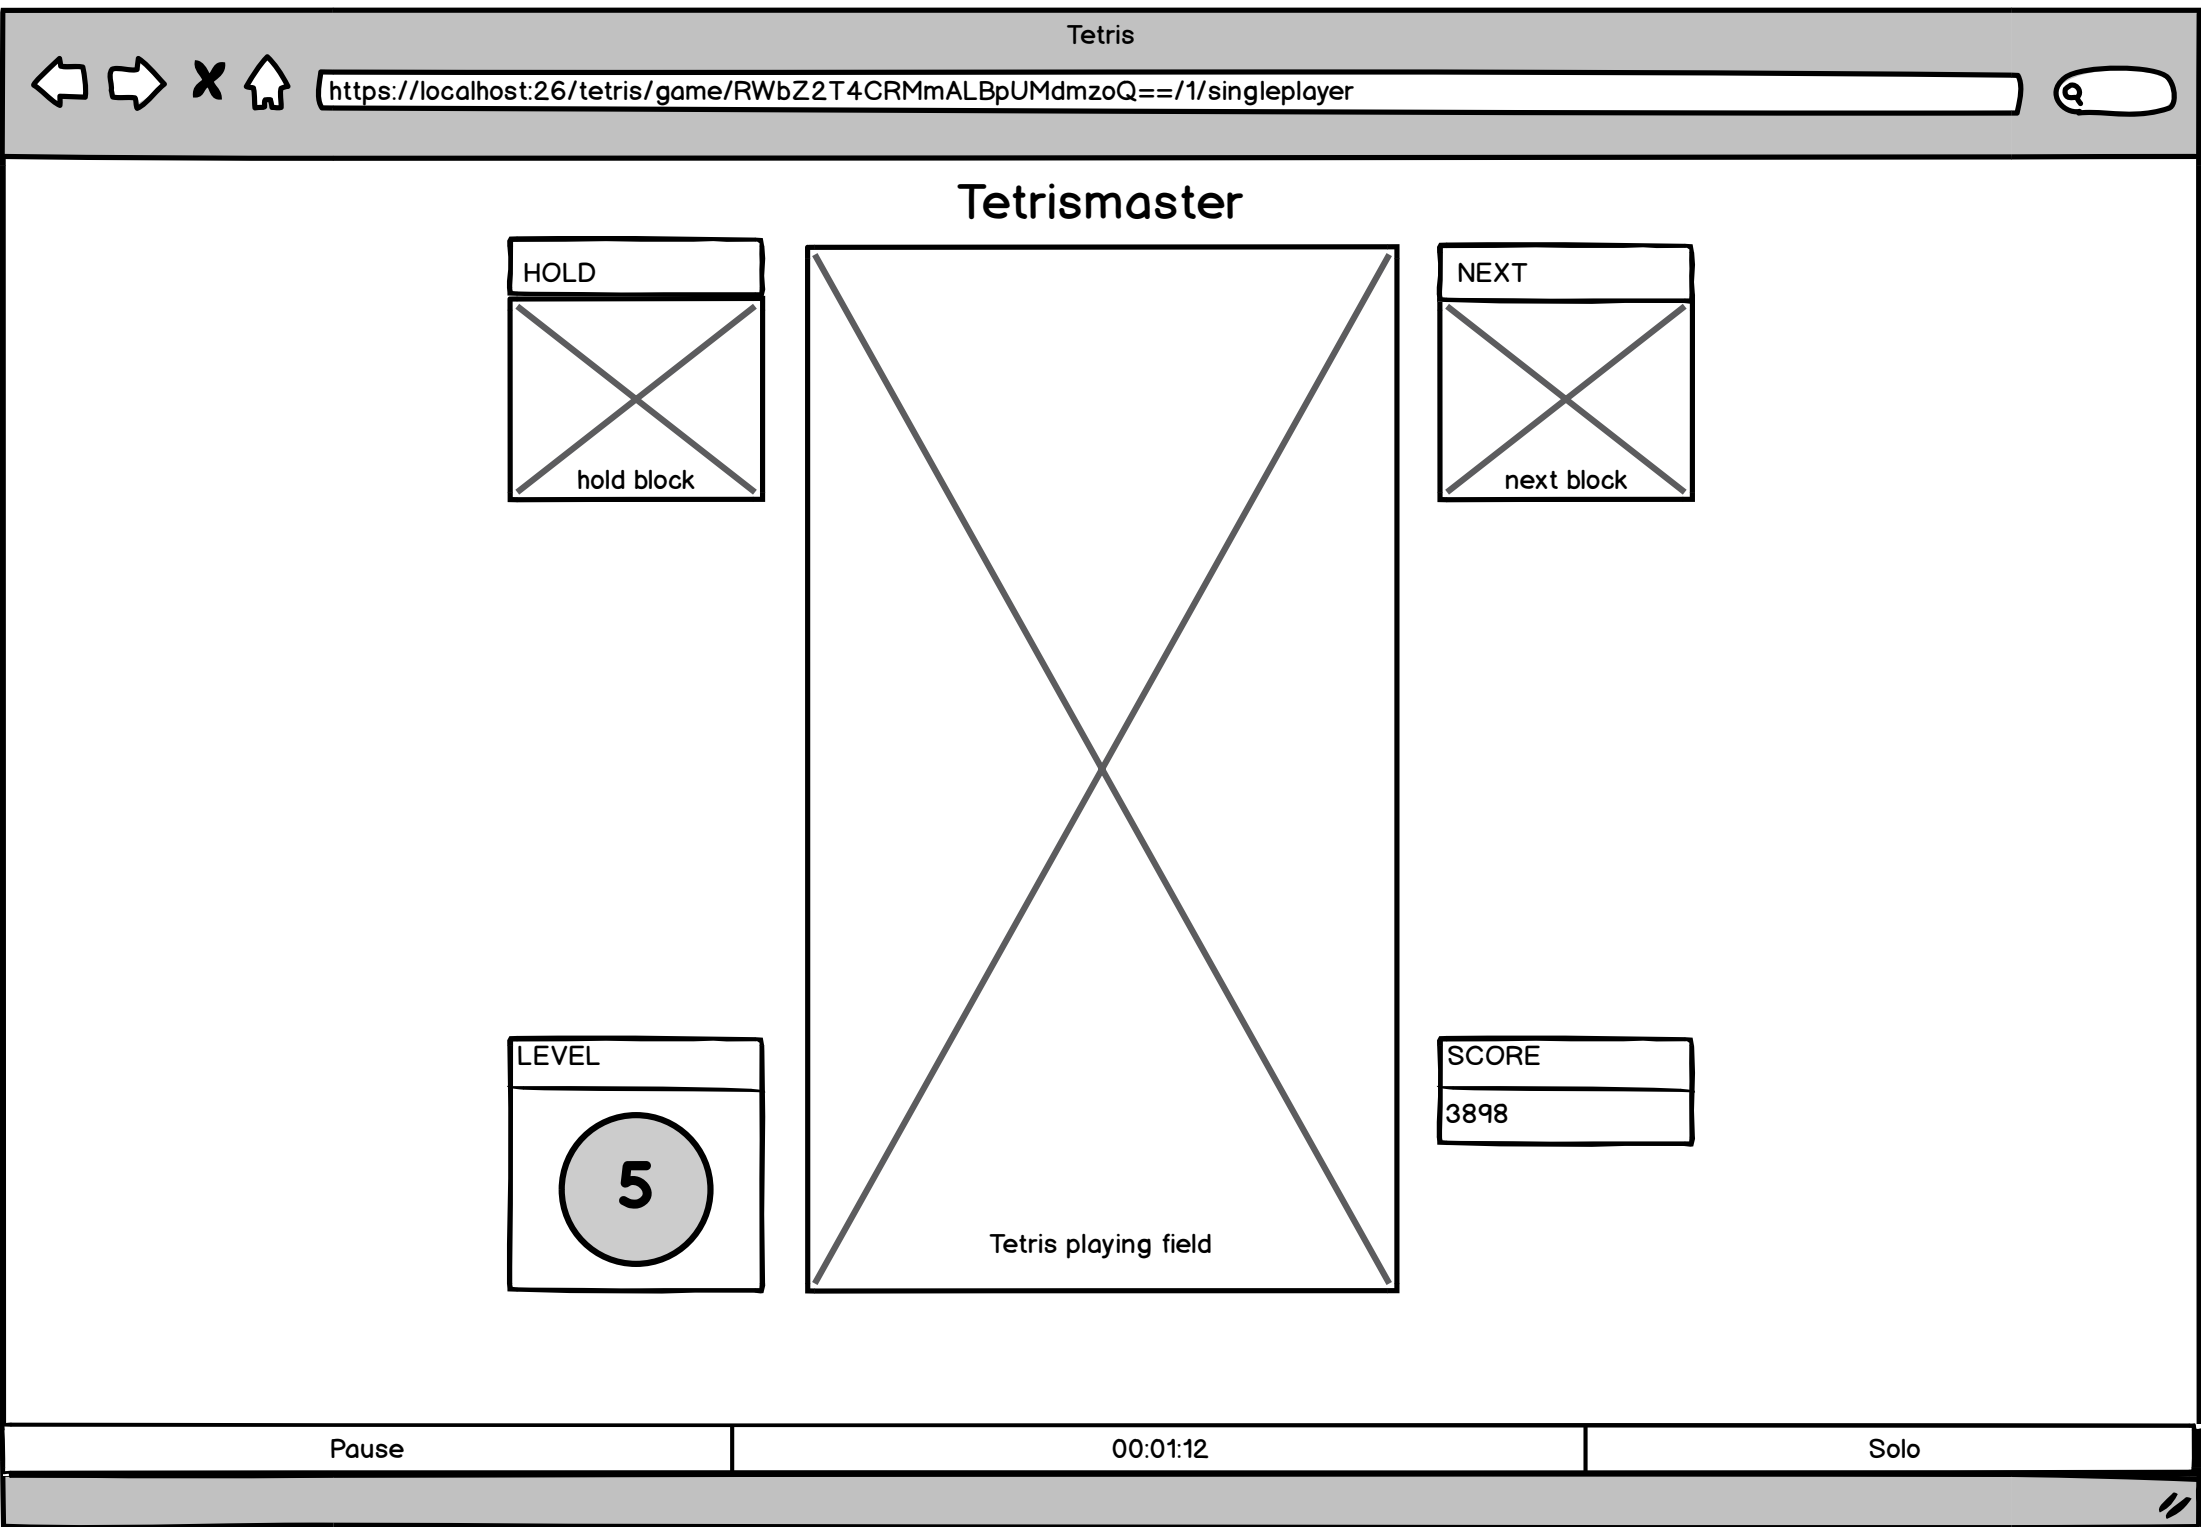 Tetris
https://localhost:26/tetris/game/RWbZ2T4CRMmALBpUMdmzoQ==/1/singleplayer
Tetrismaster
HOLD
hold block
NEXT
next block
LEVEL
5
Tetris playing field
SCORE
3898
Pause
00:01:12
Solo